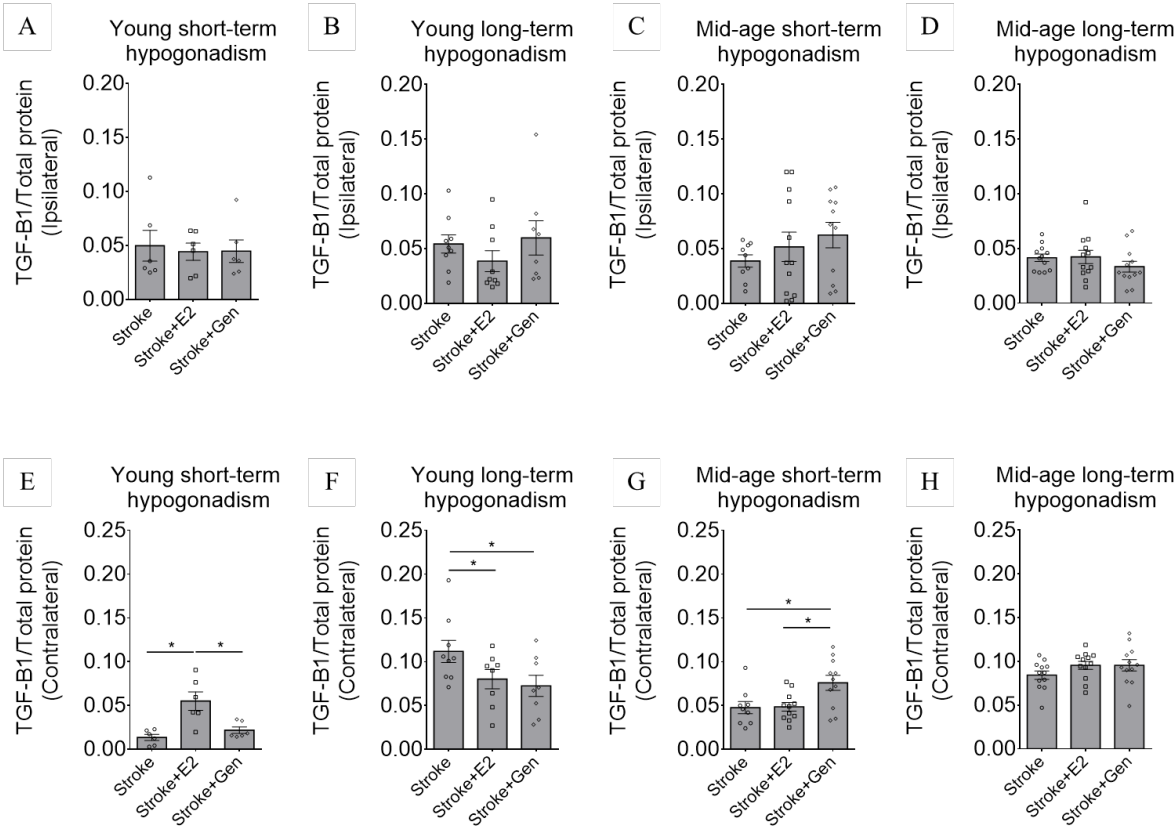 A
Young short-term
hypogonadism
TGF-B1/Total protein
(Ipsilateral)
0.20
0.15
0.10
0.05
0.00
Stroke
Stroke+E2
Stroke+Gen
B
Young long-term
hypogonadism
TGF-B1/Total protein
(Ipsilateral)
0.20
0.15
0.10
0.05
0.00
Stroke
Stroke+E2
Stroke+Gen
C
Mid-age short-term
hypogonadism
TGF-B1/Total protein
(Ipsilateral)
0.20
0.15
0.10
0.05
0.00
Stroke
Stroke+E2
Stroke+Gen
D
Mid-age long-term
hypogonadism
TGF-B1/Total protein
(Ipsilateral)
0.20
0.15
0.10
0.05
0.00
Stroke
Stroke+E2
Stroke+Gen
E
Young short-term
hypogonadism
TGF-B1/Total protein
(Contralateral)
0.25
0.20
0.15
0.10
0.05
0.00
*
*
Stroke
Stroke+E2
Stroke+Gen
F
Young long-term
hypogonadism
TGF-B1/Total protein
(Contralateral)
0.25
0.20
0.15
0.10
0.05
0.00
*
*
Stroke
Stroke+E2
Stroke+Gen
G
Mid-age short-term
hypogonadism
TGF-B1/Total protein
(Contralateral)
0.25
0.20
0.15
0.10
0.05
0.00
*
*
Stroke
Stroke+E2
Stroke+Gen
H
Mid-age long-term
hypogonadism
TGF-B1/Total protein
(Contralateral)
0.25
0.20
0.15
0.10
0.05
0.00
Stroke
Stroke+E2
Stroke+Gen